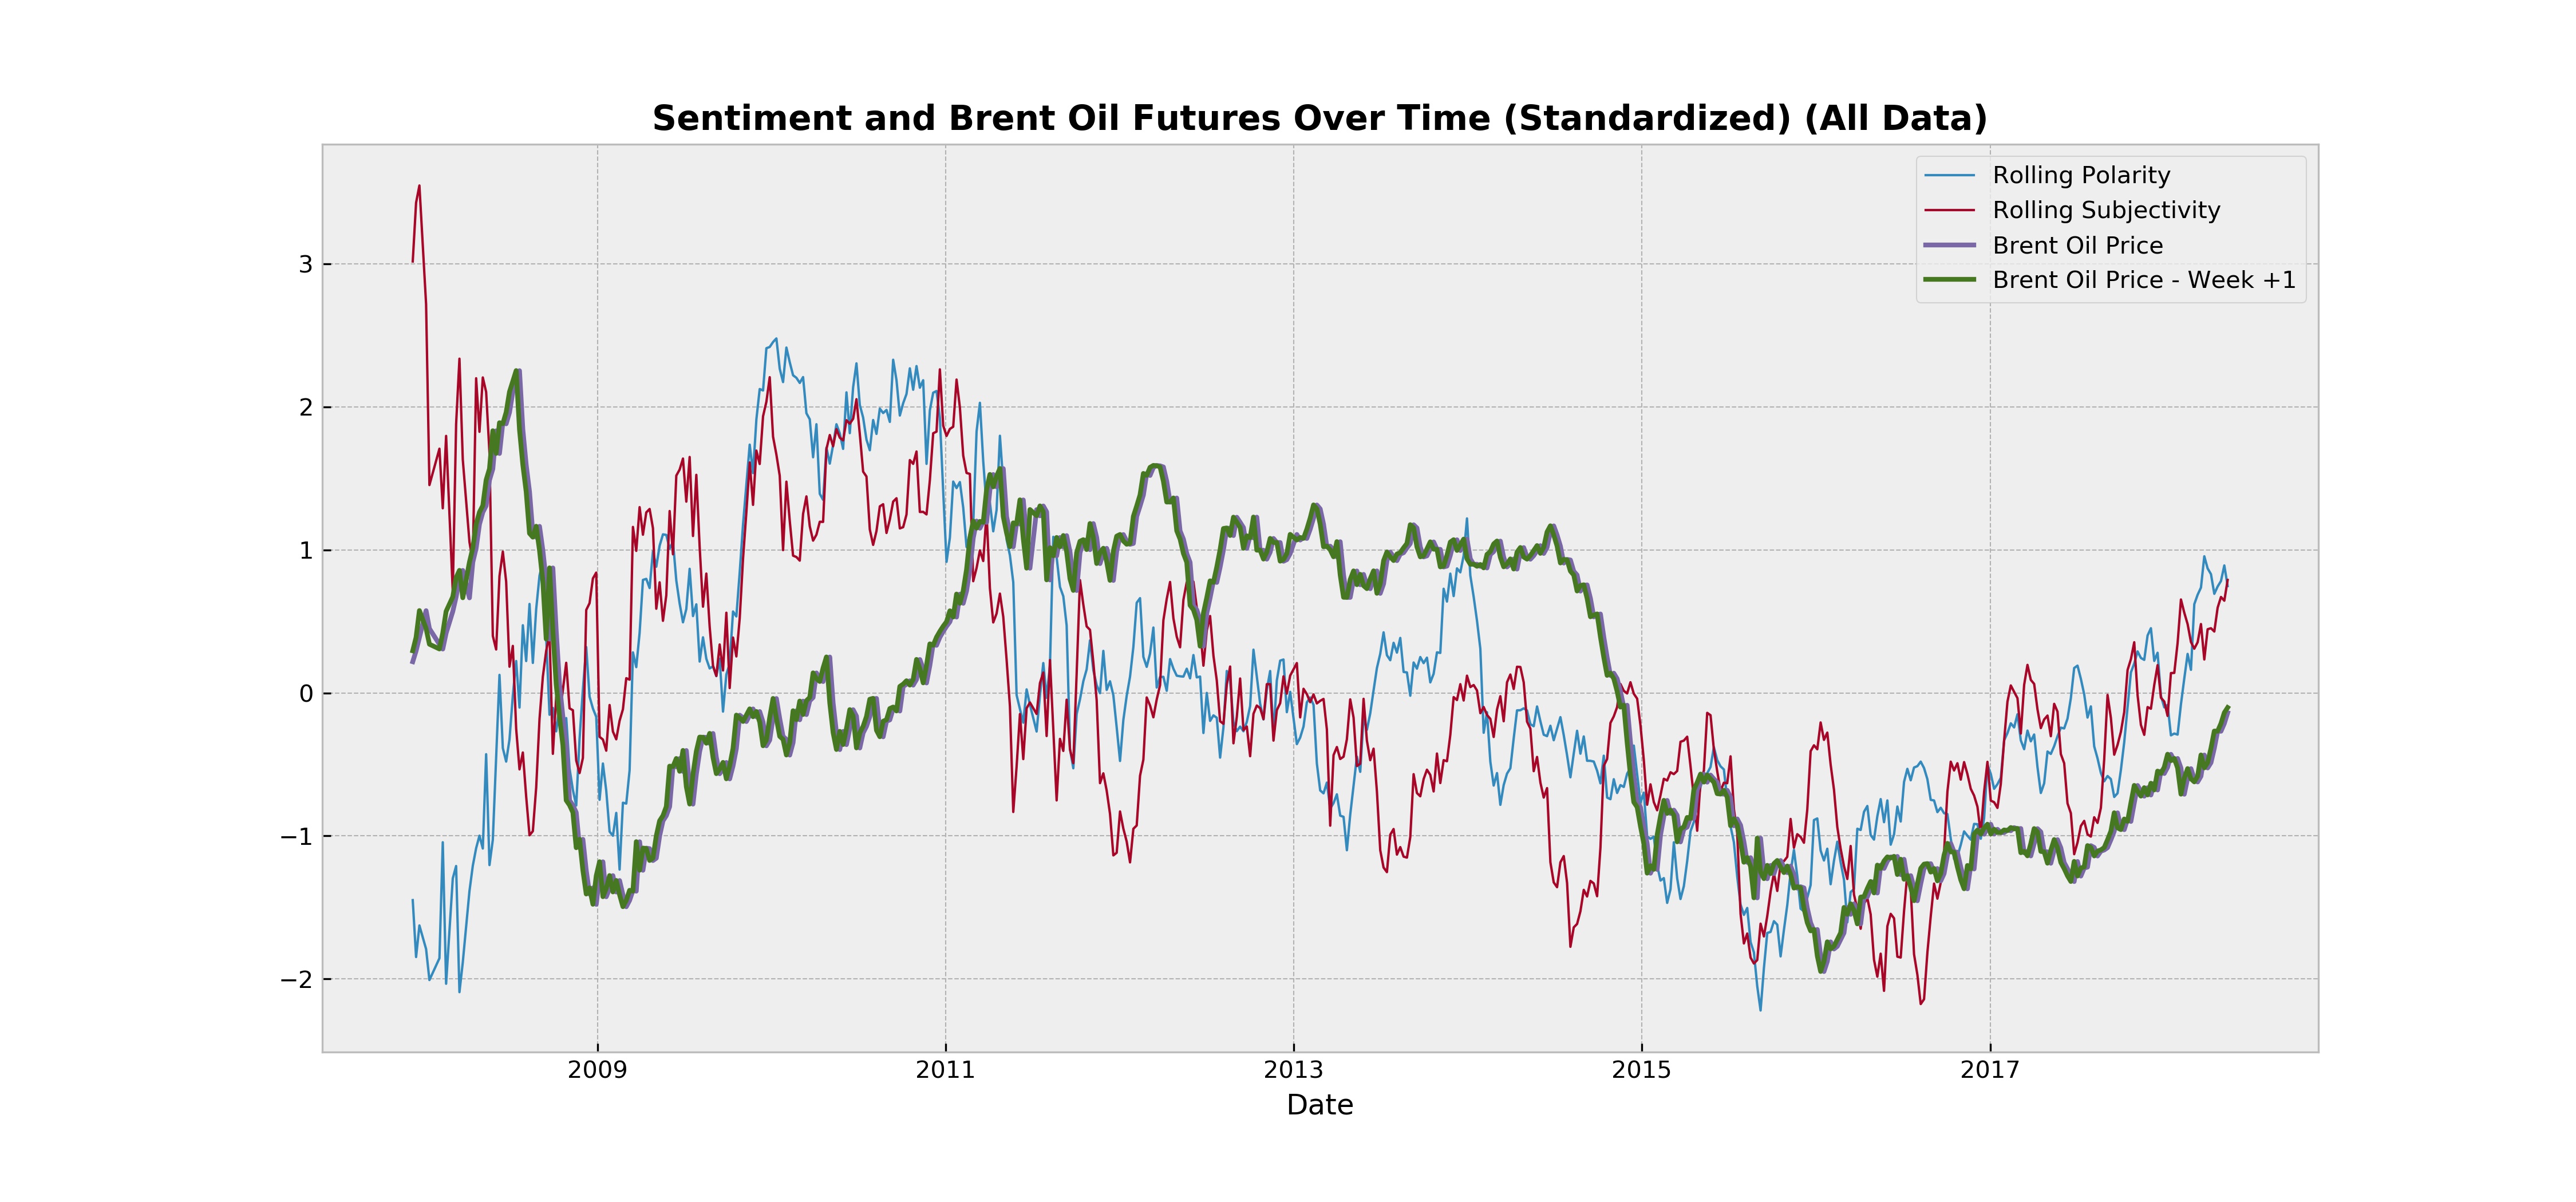 Sentiment and Brent Oil Futures Over Time (Standardized) (All Data)
Rolling Polarity
Rolling Subjectivity
Brent Oil Price
Brent Oil Price - Week +1
3
2
1
0
−1
−2
2009
2011
2013
2015
2017
Date